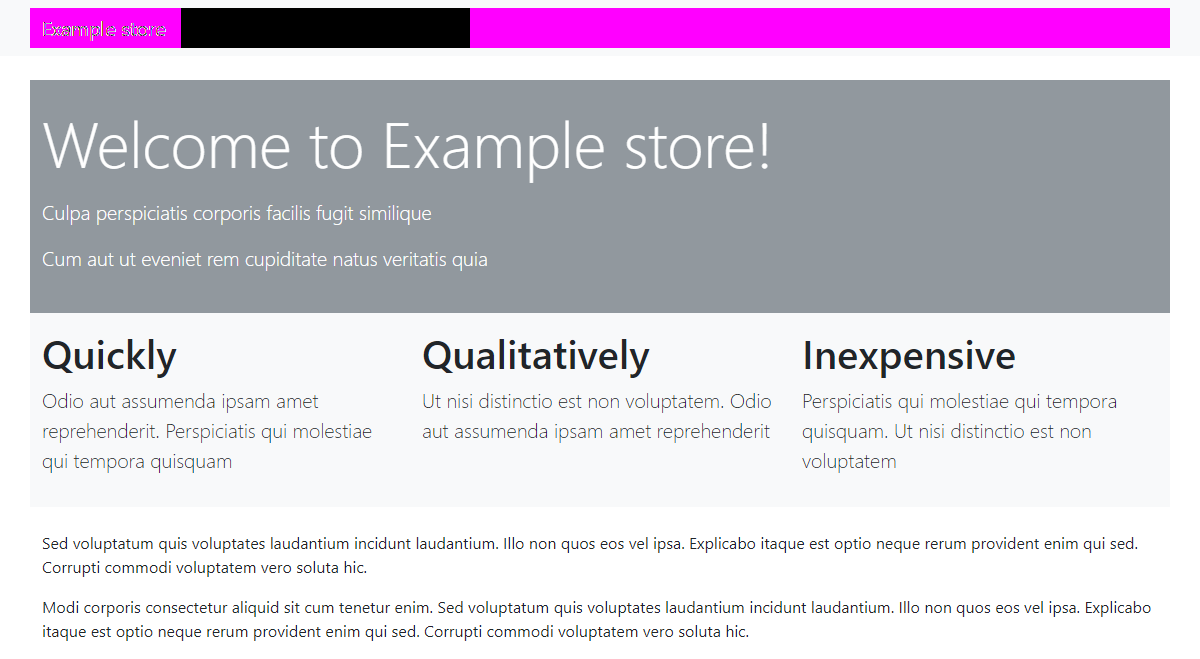 Example store
Welcome to Example store!
Culpa perspiciatis corporis facilis fugit similique
Cum aut ut eveniet rem cupiditate natus veritatis quia
Quickly
Odio aut assumenda ipsam amet
reprehenderit. Perspiciatis qui molestiae
qui tempora quisquam
Qualitatively
Ut nisi distinctio est non voluptatem. Odio
aut assumenda ipsam amet reprehenderit
Inexpensive
Perspiciatis qui molestiae qui tempora
quisquam. Ut nisi distinctio est non
voluptatem
Sed voluptatum quis voluptates laudantium incidunt laudantium. Illo non quos eos vel ipsa. Explicabo itaque est optio neque rerum provident enim qui sed.
Corrupti commodi voluptatem vero soluta hic.
Modi corporis consectetur aliquid sit cum tenetur enim. Sed voluptatum quis voluptates laudantium incidunt laudantium. Illo non quos eos vel ipsa. Explicabo
itaque est optio neque rerum provident enim qui sed. Corrupti commodi voluptatem vero soluta hic.